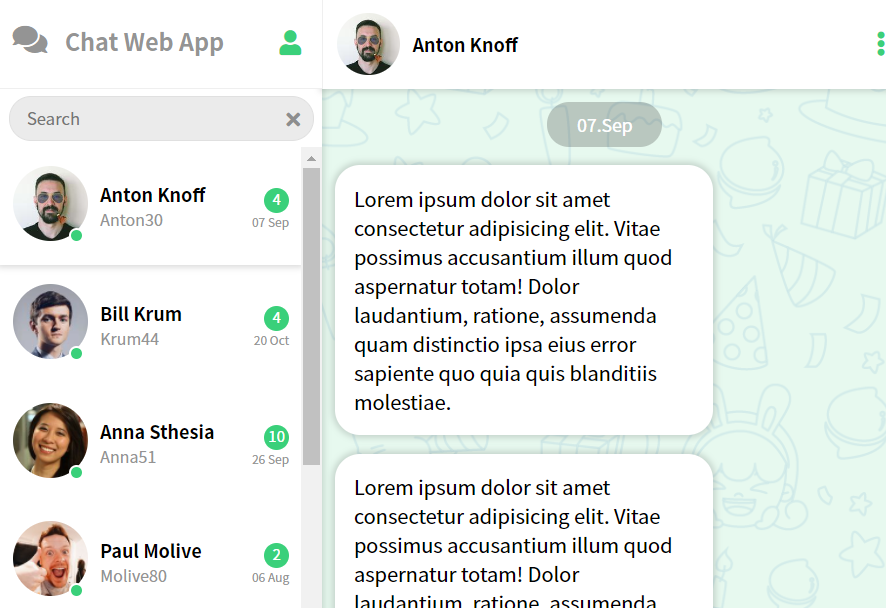 Chat Web App
Search
Anton Knoff
4
Anton30
07 Sep
Bill Krum
4
Krum44
20 Oct
Anna Sthesia
10
Anna51
26 Sep
Paul Molive
2
Molive80
06 Aug
Anton Knoff
07.Sep
Lorem ipsum dolor sit amet
consectetur adipisicing elit. Vitae
possimus accusantium illum quod
aspernatur totam! Dolor
laudantium, ratione, assumenda
quam distinctio ipsa eius error
sapiente quo quia quis blanditiis
molestiae.
Lorem ipsum dolor sit amet
consectetur adipisicing elit. Vitae
possimus accusantium illum quod
aspernatur totam! Dolor
laudantium, ratione, assumenda